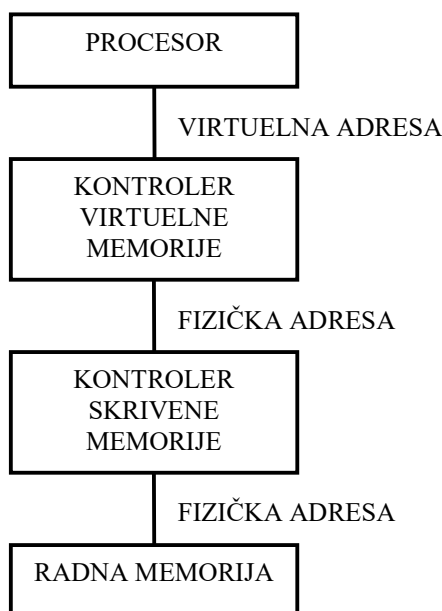 PROCESOR
VIRTUELNA ADRESA
KONTROLER
VIRTUELNE
MEMORIJE
FIZIČKA ADRESA
KONTROLER
SKRIVENE
MEMORIJE
FIZIČKA ADRESA
RADNA MEMORIJA